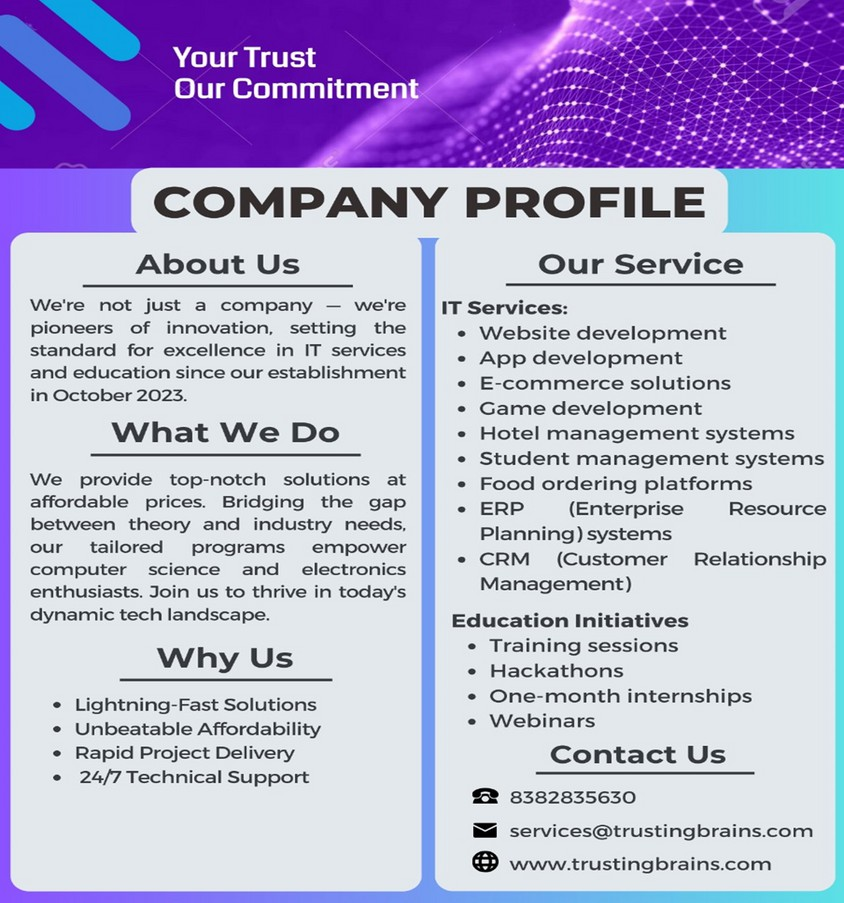 Your Trust
Our Commitment
COMPANY PROFILE
About Us
We're not just a company — we're
pioneers of innovation, setting the
standard for excellence in IT services
and education since our establishment
in October 2023.
What We Do
We provide top-notch solutions at
affordable prices. Bridging the gap
between theory and industry needs,
our tailored programs empower
computer science and electronics
enthusiasts. Join us to thrive in today's
dynamic tech landscape.
Why Us
• Lightning-Fast Solutions
• Unbeatable Affordability
• Rapid Project Delivery
• 24/7 Technical Support
Our Service
IT Services:
• Website development
• App development
• E-commerce solutions
• Game development
• Hotel management systems
• Student management systems
• Food ordering platforms
• ERP (Enterprise Resource
Planning) systems
• CRM (Customer Relationship
Management)
Education Initiatives
• Training sessions
• Hackathons
• One-month internships
• Webinars
Contact Us
8382835630
services@trustingbrains.com
www.trustingbrains.com